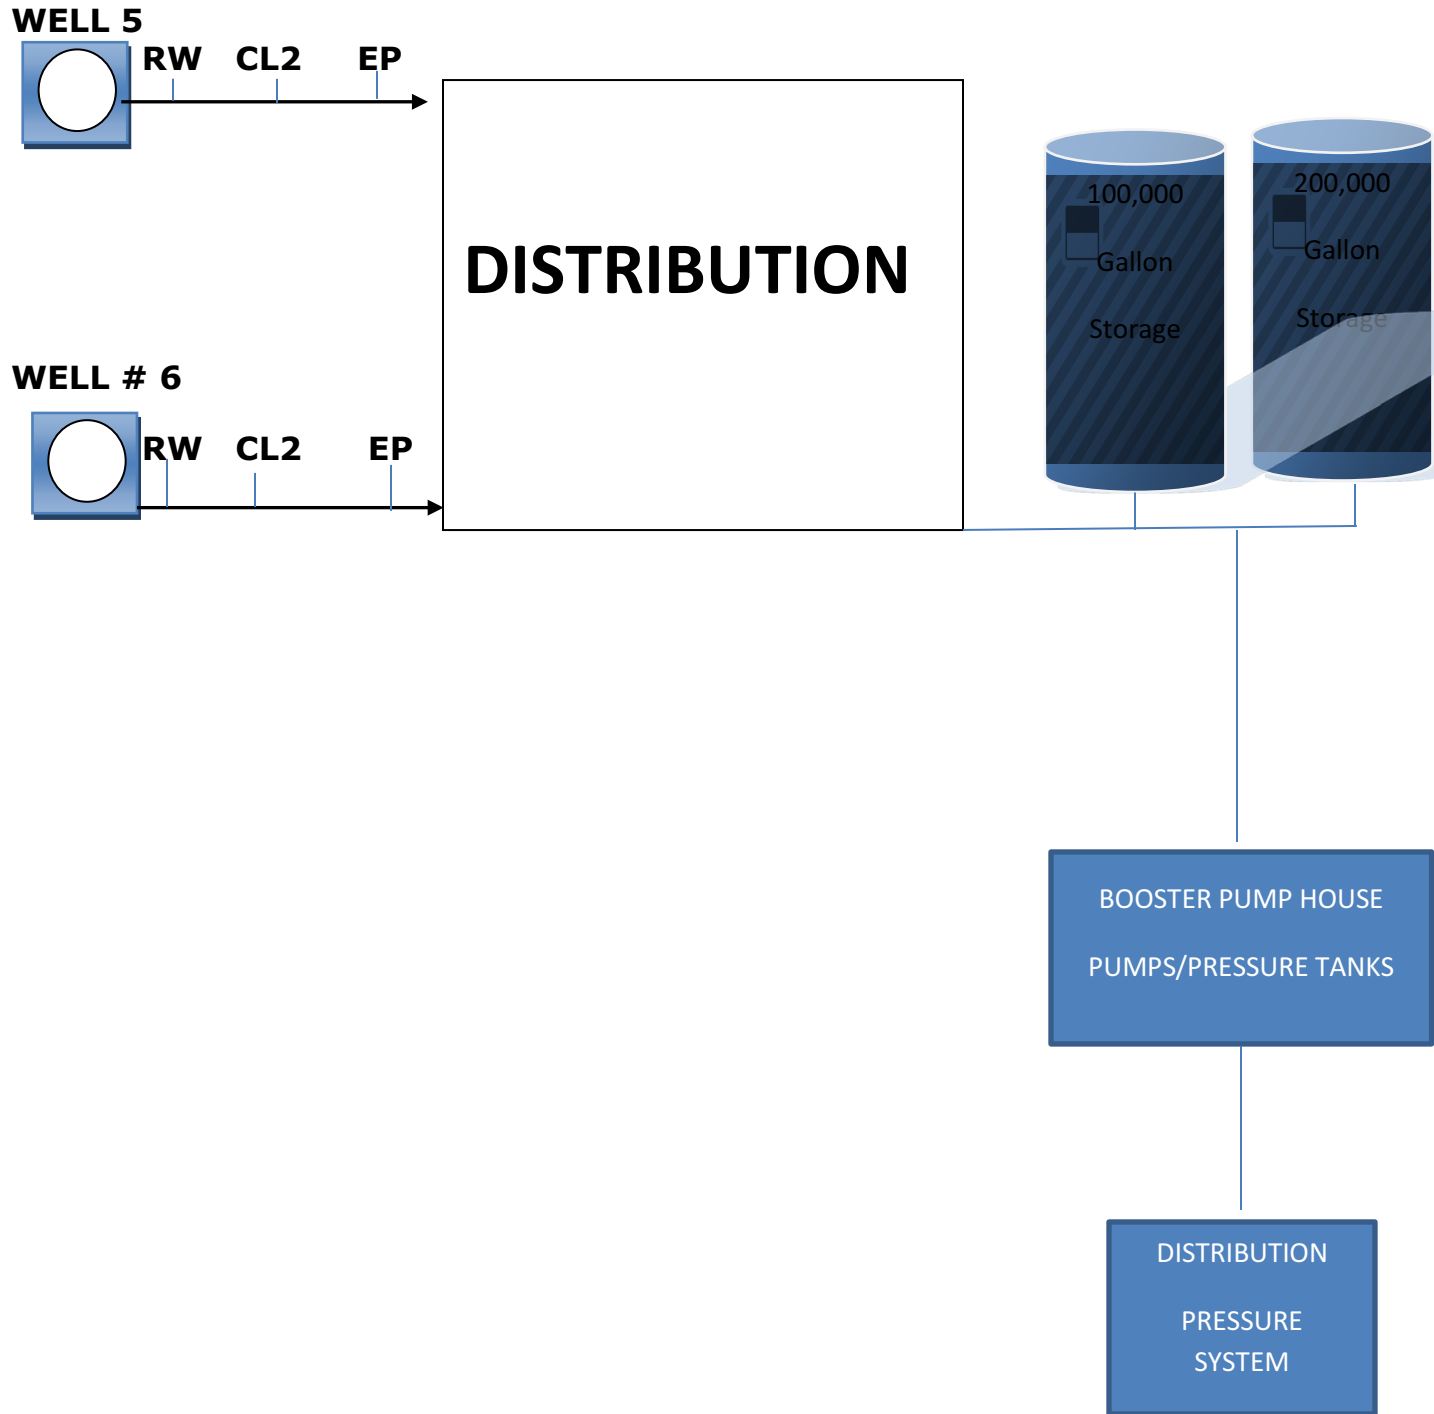 WELL 5
RW CL2 EP
DISTRIBUTION
100,000
Gallon
Storage
200,000
Gallon
Storage
WELL # 6
RW CL2 EP
BOOSTER PUMP HOUSE
PUMPS/PRESSURE TANKS
DISTRIBUTION
PRESSURE
SYSTEM